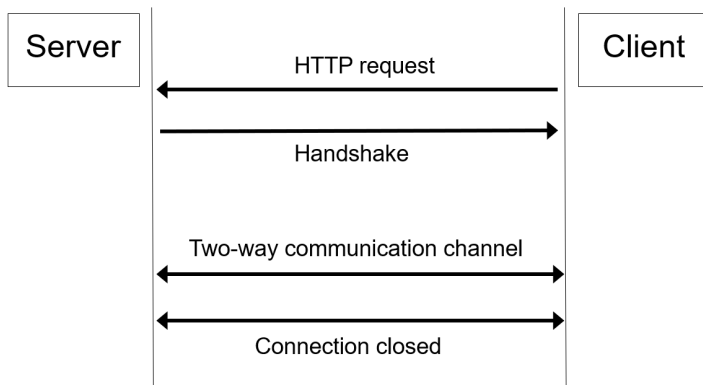 Server
Client
HTTP request
Handshake
Two-way communication channel
Connection closed